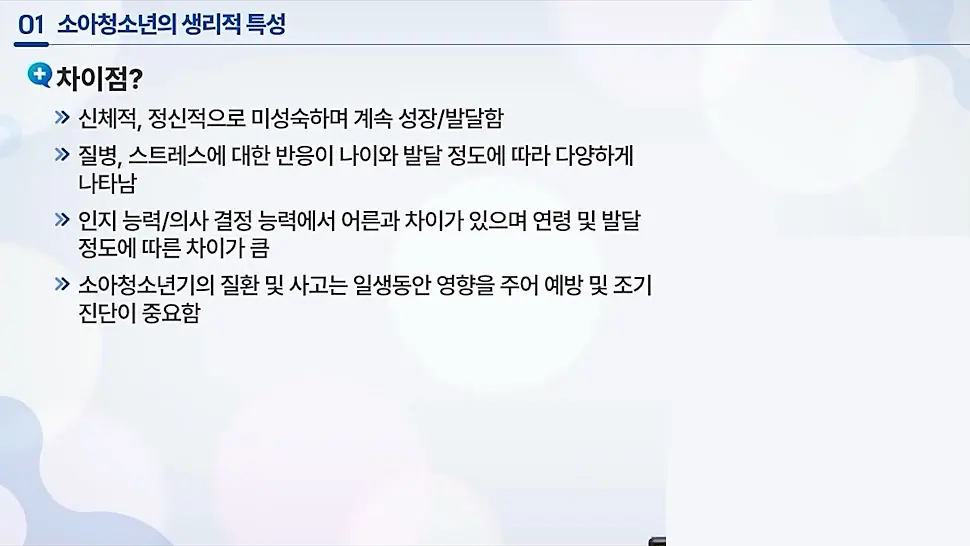 01 소아청소년의 생리적 특성
차이점?
» 신체적, 정신적으로 미성숙하며 계속 성장/발달함
» 질병, 스트레스에 대한 반응이 나이와 발달 정도에 따라 다양하게
나타남
» 인지 능력/의사 결정 능력에서 어른과 차이가 있으며 연령 및 발달
정도에 따른 차이가 큼
» 소아청소년기의 질환 및 사고는 일생동안 영향을 주어 예방 및 조기
진단이 중요함